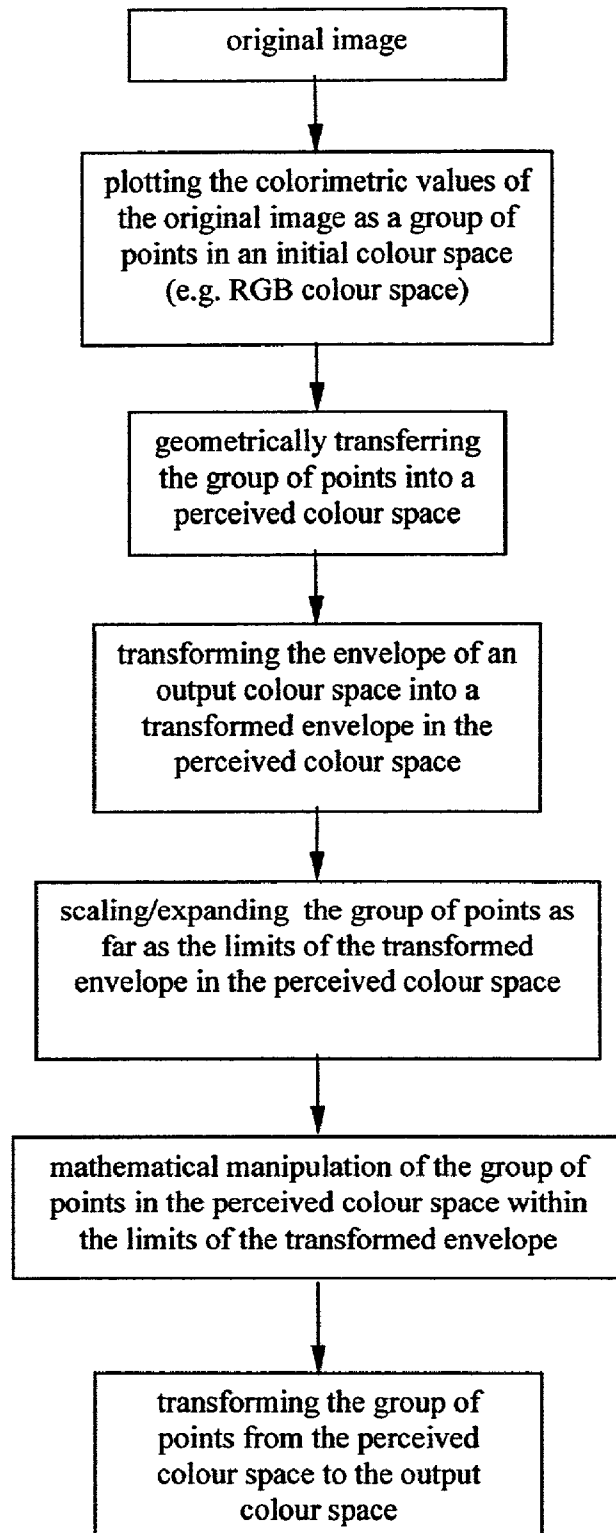 original image
plotting the colorimetric values of
the original image as a group of
points in an initial colour space
(e.g. RGB colour space)
geometrically transferring
the group of points into a
perceived colour space
transforming the envelope of an
output colour space into a
transformed envelope in the
perceived colour space
scaling/expanding the group of points as
far as the limits of the transformed
envelope in the perceived colour space
mathematical manipulation of the group of
points in the perceived colour space within
the limits of the transformed envelope
transforming the group of
points from the perceived
colour space to the output
colour space